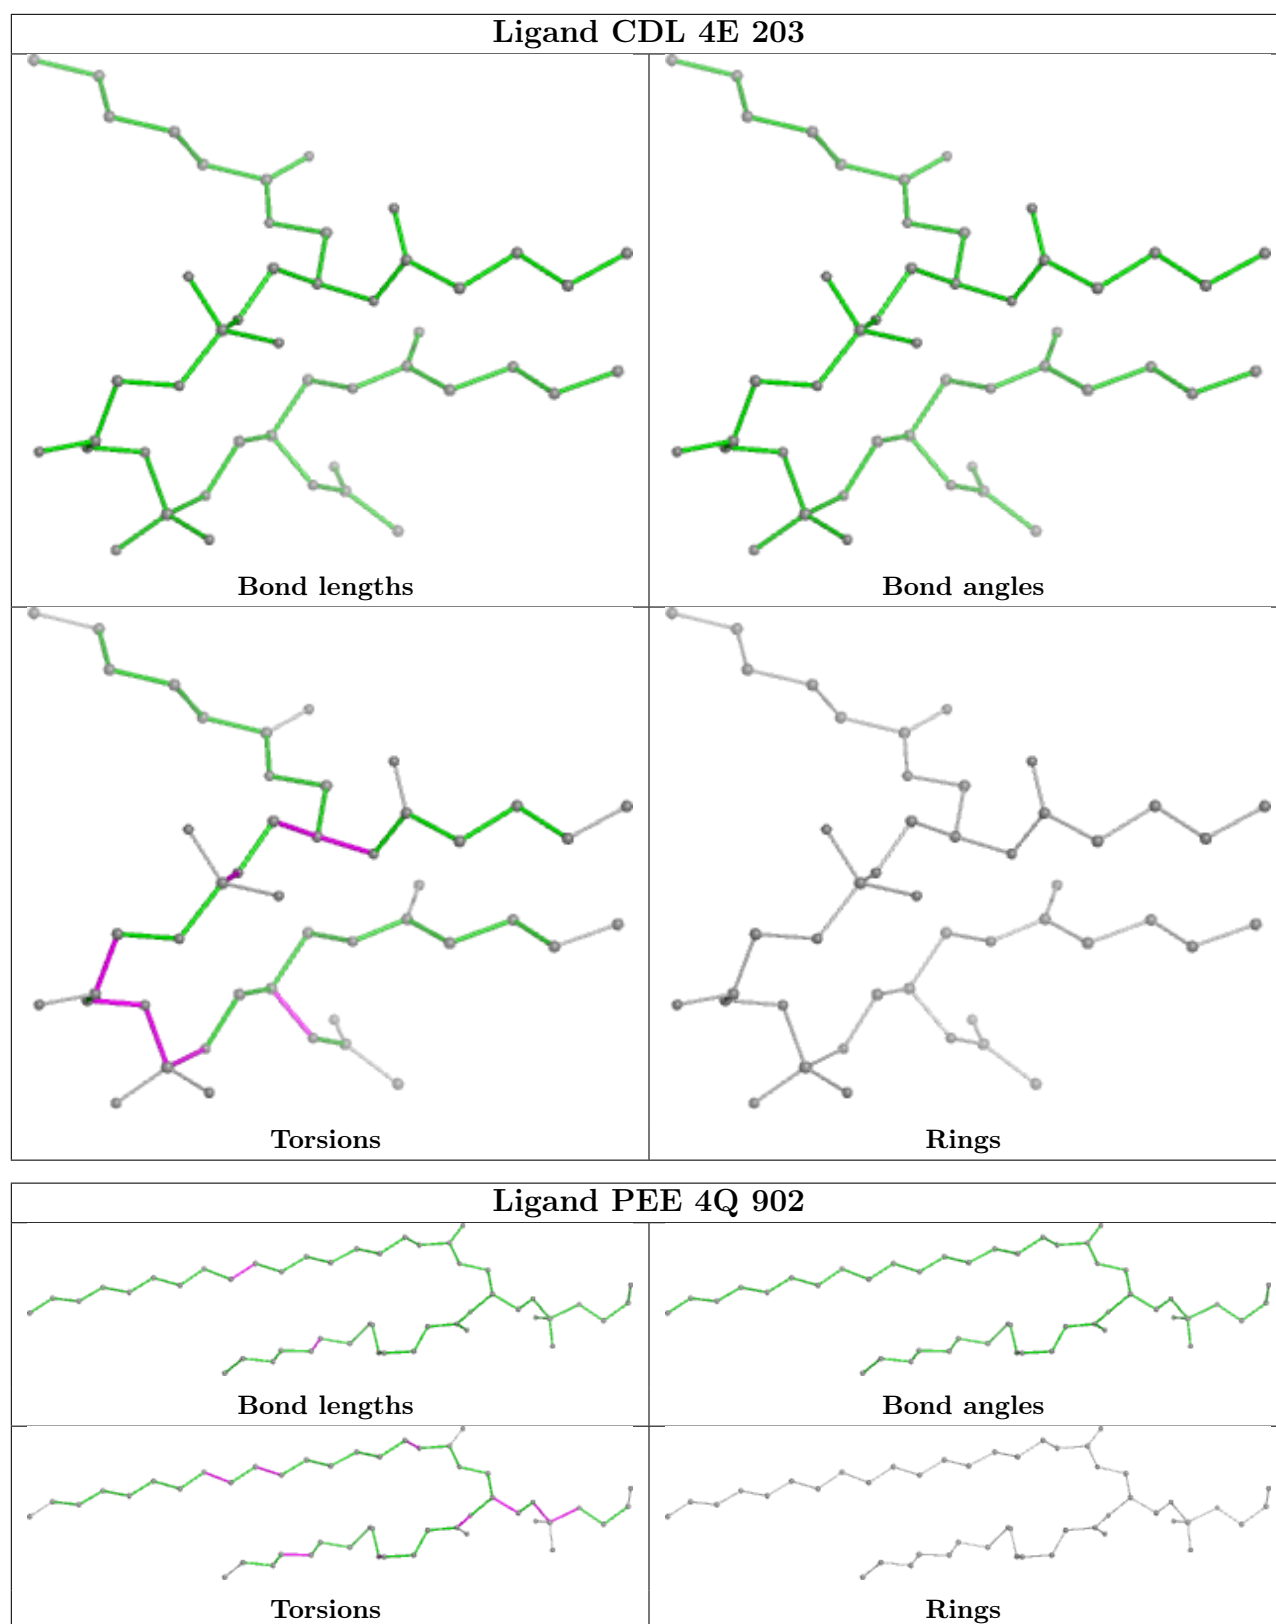 Ligand CDL 4E 203
Bond lengths
Bond angles
Torsions
Rings
Ligand PEE 4Q 902
Bond lengths
Bond angles
Torsions
Rings